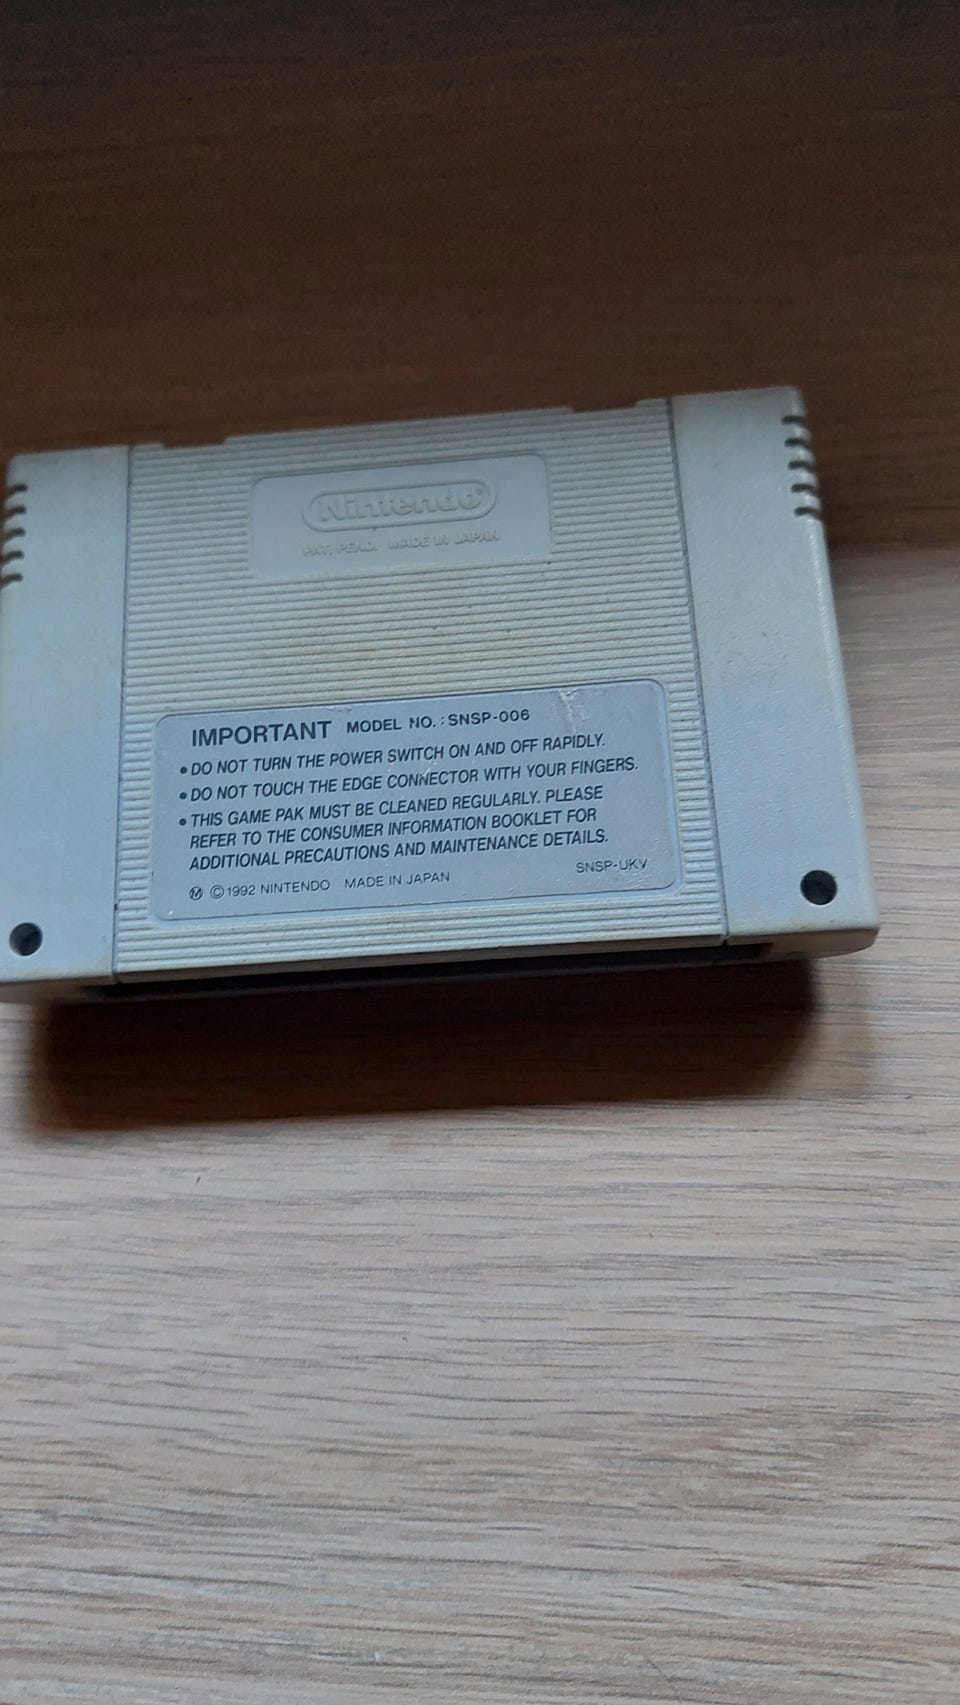 Nintendo®
PAT. PEND. MADE IN JAPAN
IMPORTANT MODEL NO. : SNSP-006
• DO NOT TURN THE POWER SWITCH ON AND OFF RAPIDLY.
• DO NOT TOUCH THE EDGE CONNECTOR WITH YOUR FINGERS.
• THIS GAME PAK MUST BE CLEANED REGULARLY. PLEASE
REFER TO THE CONSUMER INFORMATION BOOKLET FOR
ADDITIONAL PRECAUTIONS AND MAINTENANCE DETAILS.
Ⓜ ©1992 NINTENDO MADE IN JAPAN SNSP-UKV